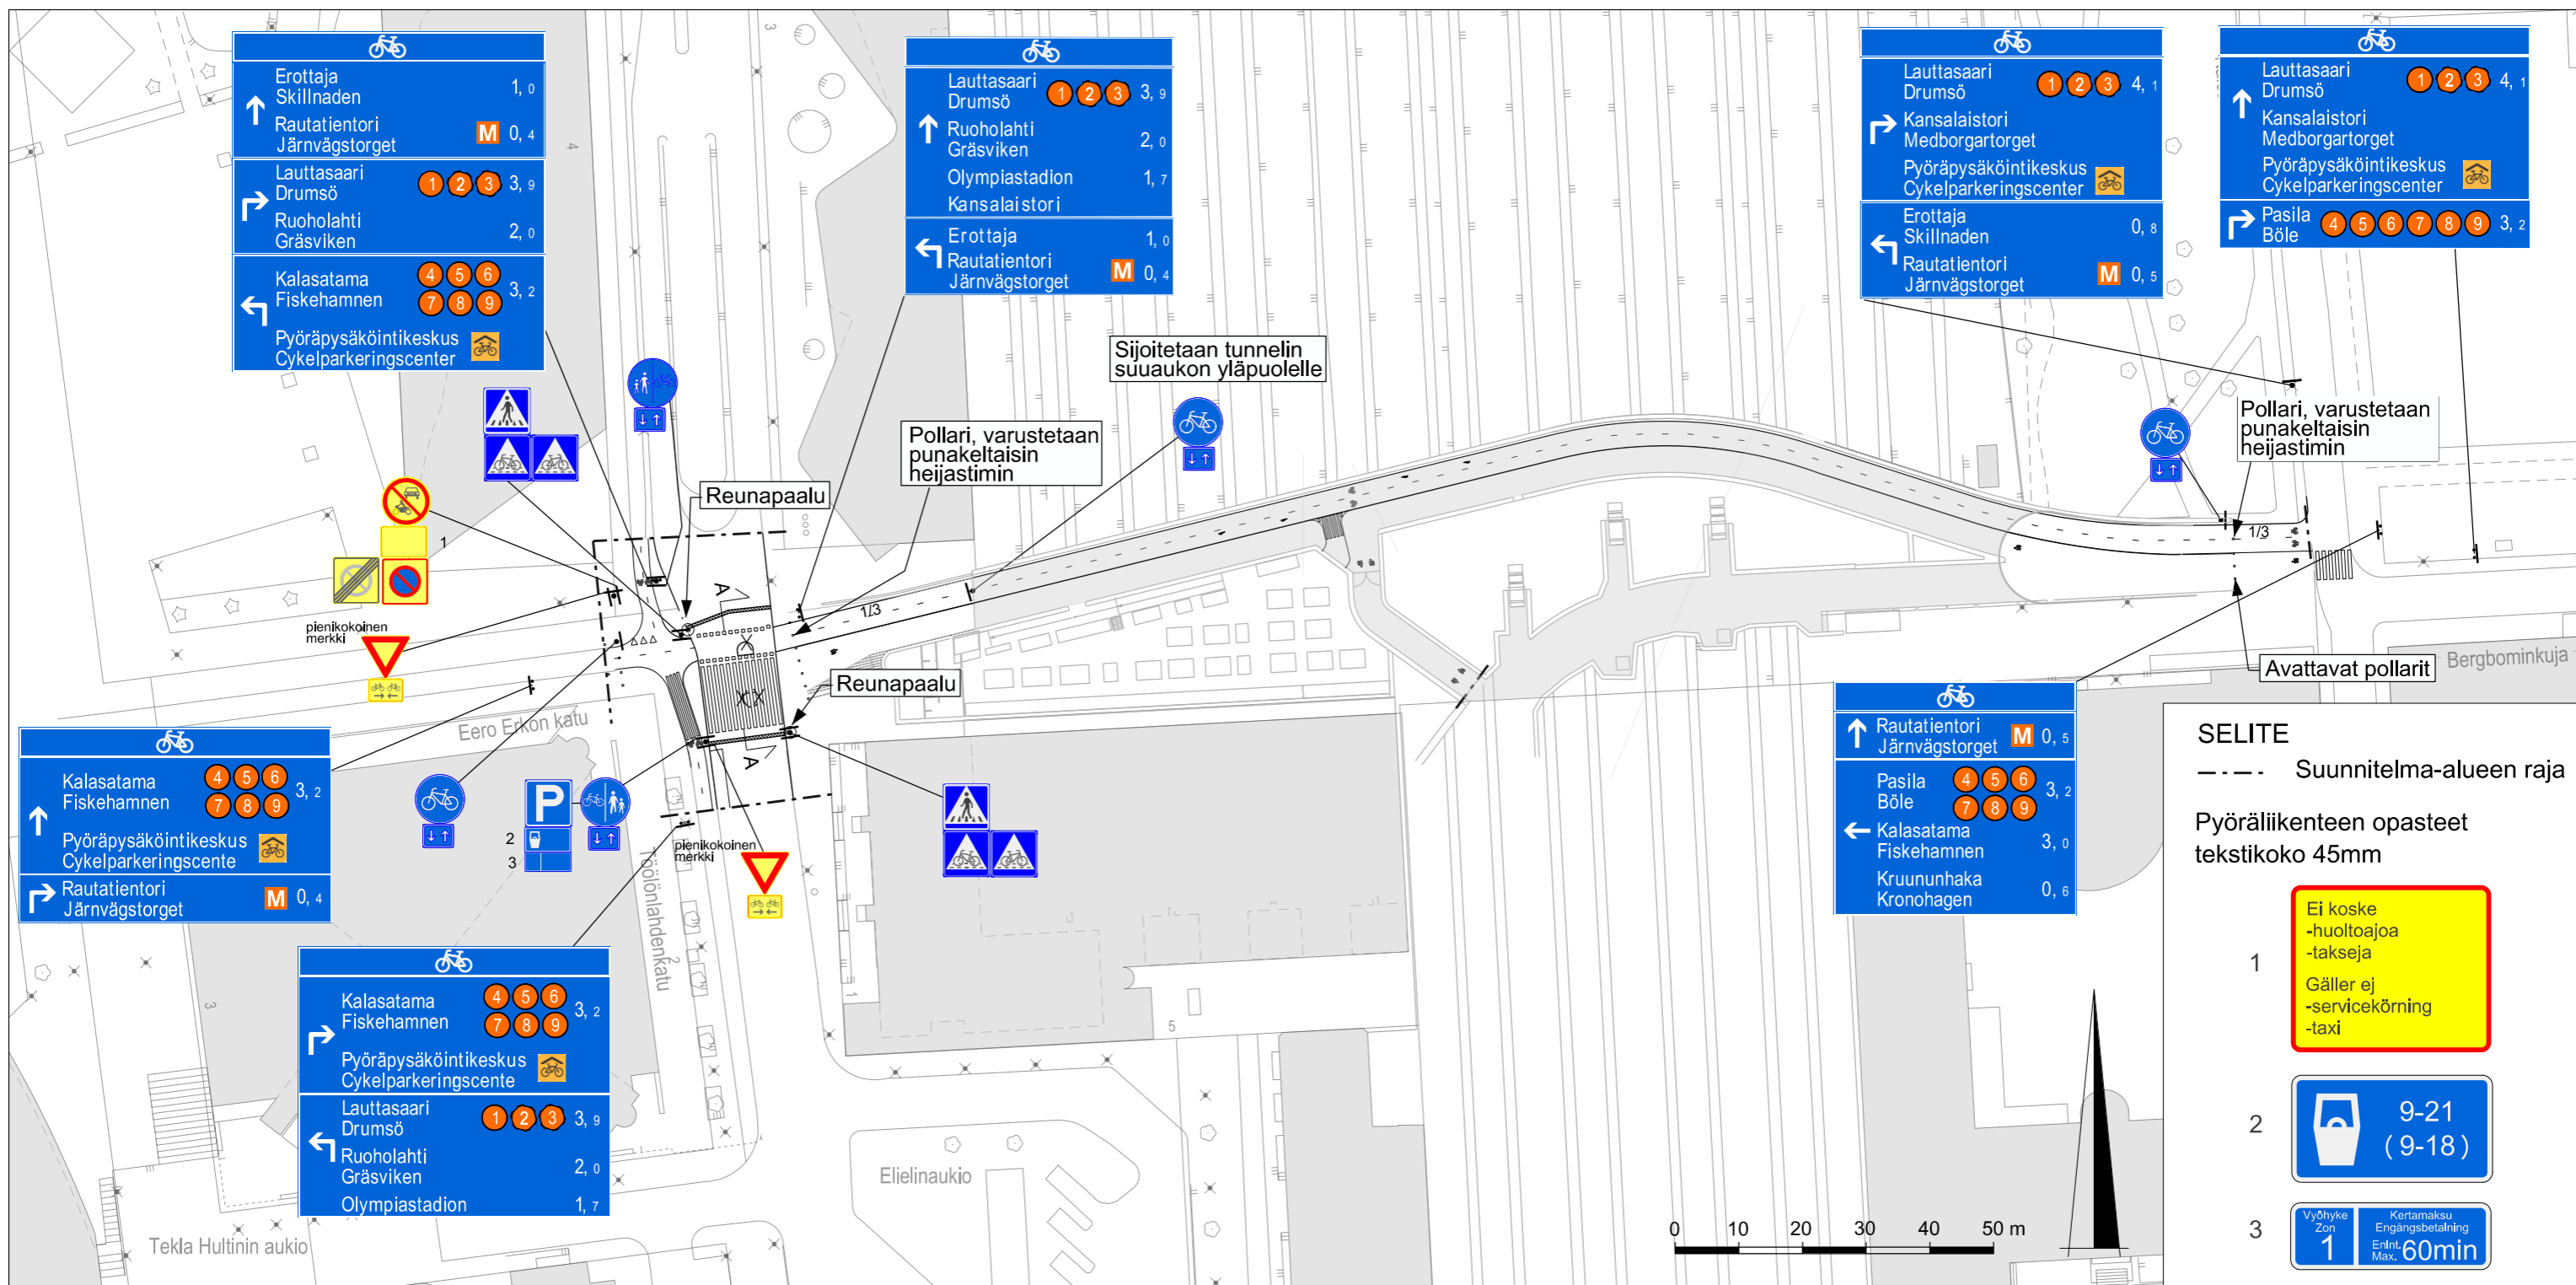 Erottaja
Skillnaden 1,0
Rautatientori
Järnvägstorget M 0,4
Lauttasaari
Drumsö 1 2 3 3,9
Ruoholahti
Gräsviken 2,0
Kalasatama
Fiskehamnen 4 5 6 7 8 9 3,2
Pyöräpysäköintikeskus
Cykelparkeringscenter
Lauttasaari
Drumsö 1 2 3 3,9
Ruoholahti
Gräsviken 2,0
Olympiastadion 1,7
Kansalaistori
Erottaja 1,0
Rautatientori
Järnvägstorget M 0,4
Lauttasaari
Drumsö 1 2 3 4,1
Kansalaistori
Medborgartorget
Pyöräpysäköintikeskus
Cykelparkeringscenter
Erottaja
Skillnaden 0,8
Rautatientori
Järnvägstorget M 0,5
Lauttasaari
Drumsö 1 2 3 4,1
Kansalaistori
Medborgartorget
Pyöräpysäköintikeskus
Cykelparkeringscenter
Pasila
Böle 4 5 6 7 8 9 3,2
Sijoitetaan tunnelin
suuaukon yläpuolelle
Pollari, varustetaan
punakeltaisin
heijastimin
Pollari, varustetaan
punakeltaisin
heijastimin
Reunapaalu
1
pienikokoinen
merkki
A
1/3
1/3
Reunapaalu
A
Avattavat pollarit
Bergbominkuja
Eero Erkon katu
Töölönlahdenkatu
Kalasatama
Fiskehamnen 4 5 6 7 8 9 3,2
Pyöräpysäköintikeskus
Cykelparkeringscente
Rautatientori
Järnvägstorget M 0,4
P
2
3
pienikokoinen
merkki
Rautatientori
Järnvägstorget M 0,5
Pasila
Böle 4 5 6 7 8 9 3,2
Kalasatama
Fiskehamnen 3,0
Kruununhaka
Kronohagen 0,6
Kalasatama
Fiskehamnen 4 5 6 7 8 9 3,2
Pyöräpysäköintikeskus
Cykelparkeringscente
Lauttasaari
Drumsö 1 2 3 3,9
Ruoholahti
Gräsviken 2,0
Olympiastadion 1,7
3
4
3
2
1
5
Elielinaukio
Tekla Hultinin aukio
0 10 20 30 40 50 m
SELITE
Suunnitelma-alueen raja
Pyöräliikenteen opasteet
tekstikoko 45mm
1
Ei koske
-huoltoajoa
-takseja
Gäller ej
-servicekörning
-taxi
2
9-21
(9-18)
3
Vyöhyke
Zon
1
Kertamaksu
Engångsbetalning
Enint.
Max. 60min